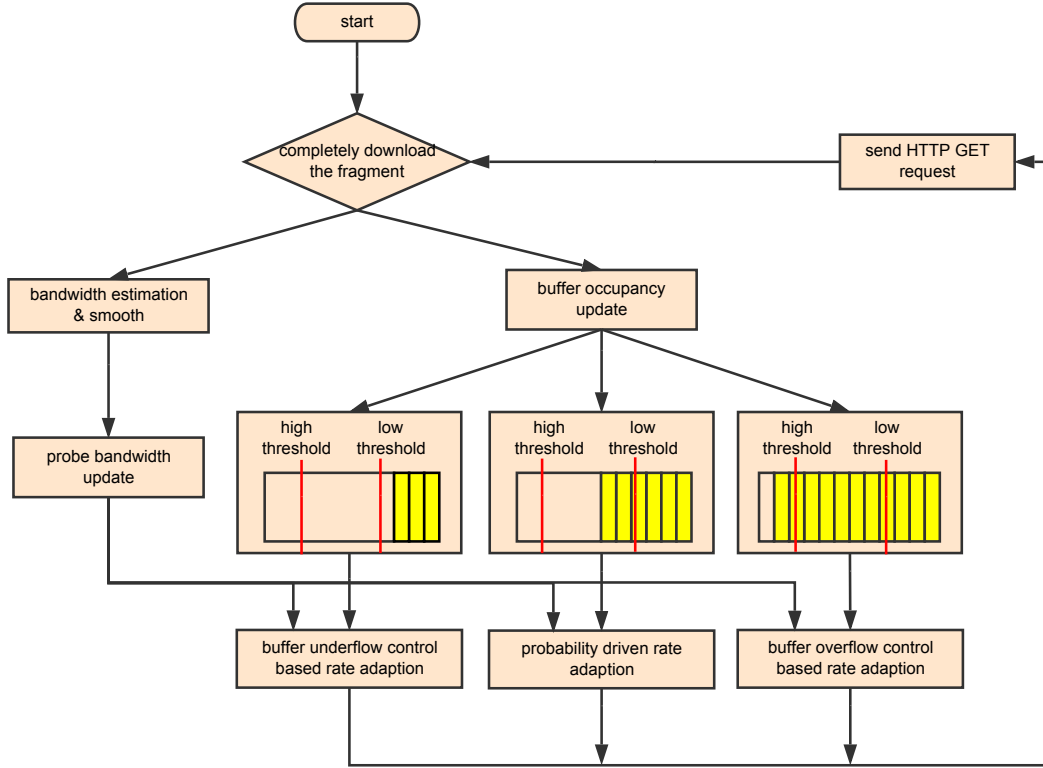 start
completely download
the fragment
send HTTP GET
request
bandwidth estimation
& smooth
buffer occupancy
update
high
threshold
low
threshold
high
threshold
low
threshold
high
threshold
low
threshold
probe bandwidth
update
buffer underflow control
based rate adaption
probability driven rate
adaption
buffer overflow control
based rate adaption